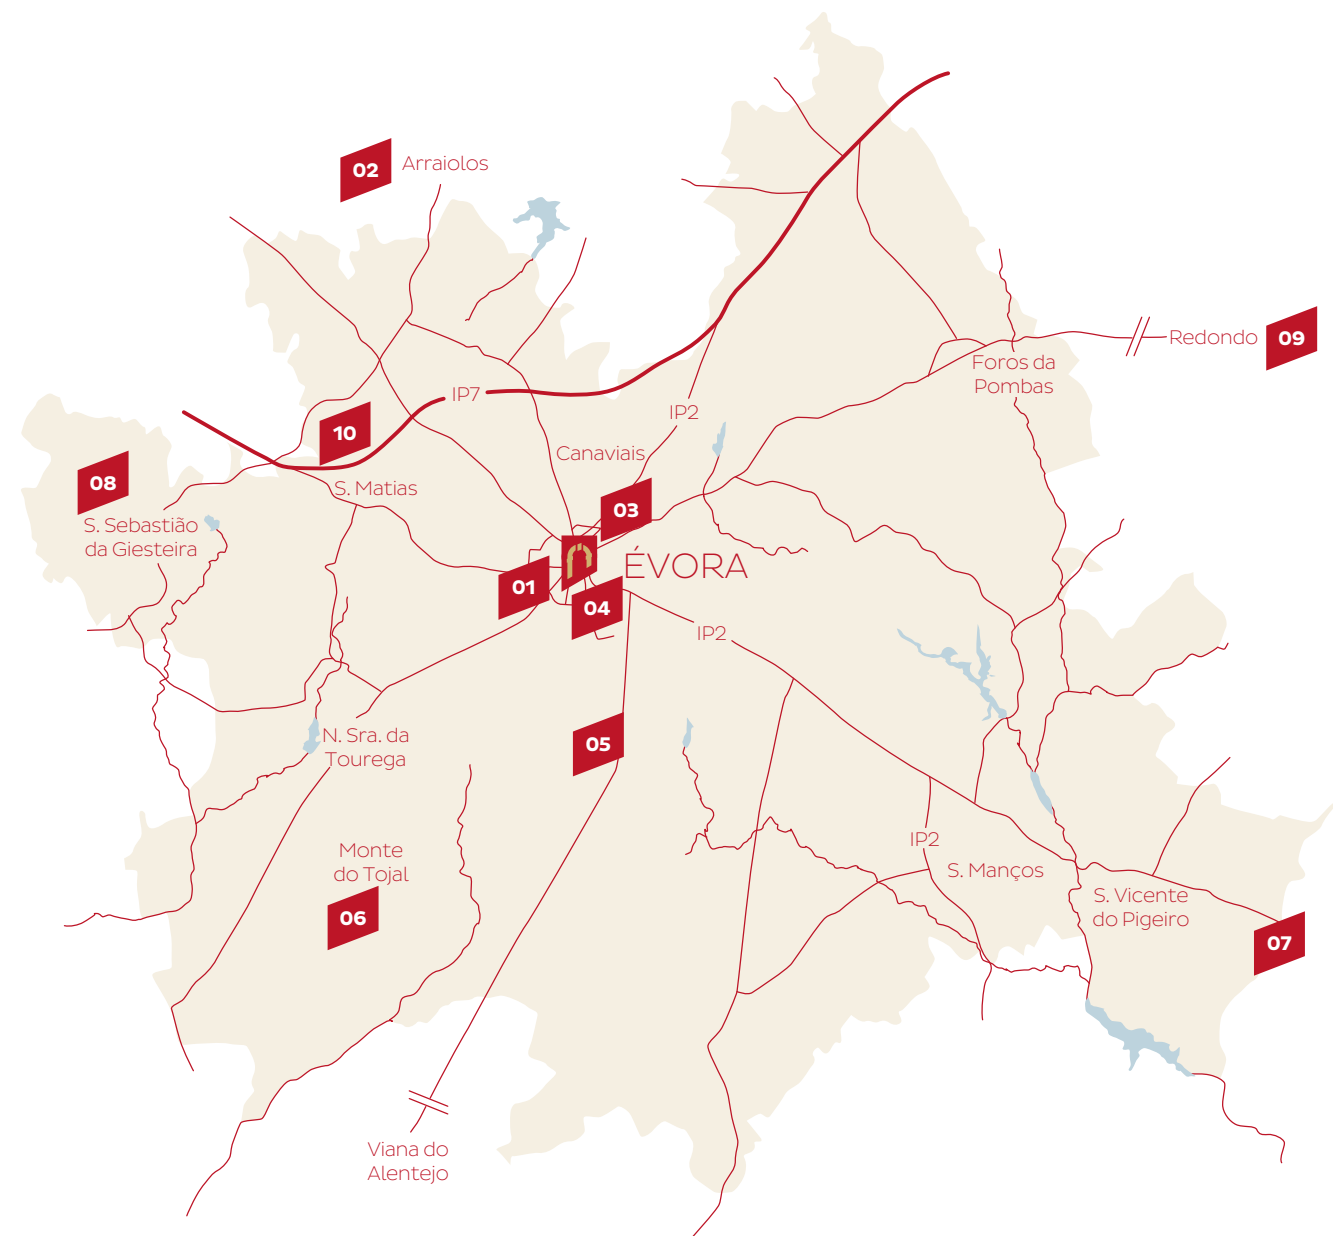 02
Arraiolos
Redondo
09
Foros da
Pombas
IP7
IP2
10
Canaviais
08
S. Matias
03
S. Sebastião
da Giesteira
ÉVORA
01
04
IP2
N. Sra. da
Tourega
05
Monte
do Tojal
06
IP2
S. Manços
S. Vicente
do Pigeiro
07
Viana do
Alentejo